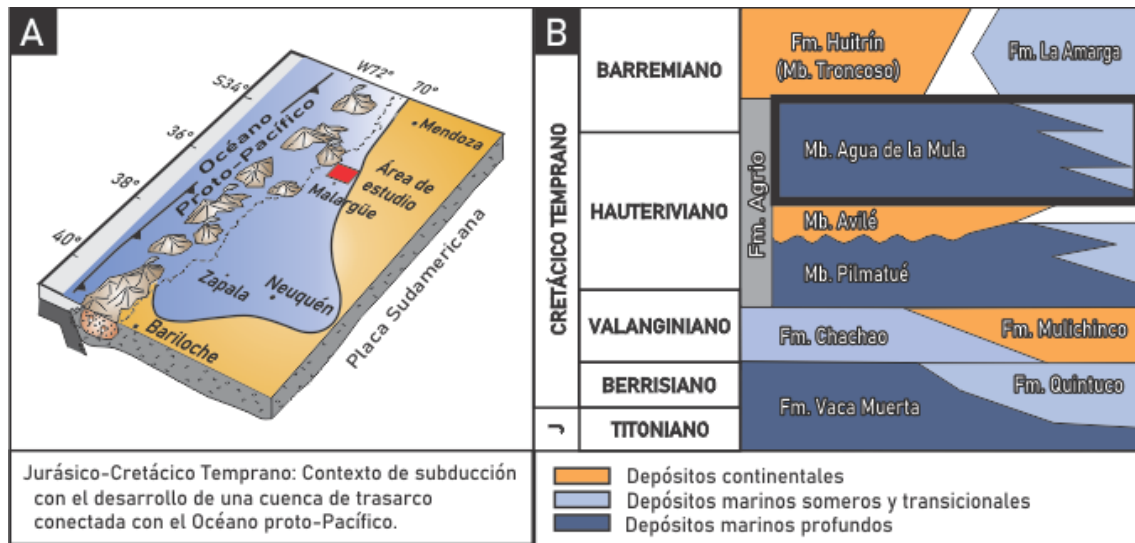 A
S34°
W72°
70°
36°
38°
40°
Océano
Proto-Pacífico
Mendoza
Área de
estudio
Malargüe
Zapala
Neuquén
Bariloche
Placa Sudamericana
Jurásico-Cretácico Temprano: Contexto de subducción
con el desarrollo de una cuenca de trasarco
conectada con el Océano proto-Pacífico.
B
CRETÁCICO TEMPRANO
J
BARREMIANO
HAUTERIVIANO
VALANGINIANO
BERRISIANO
TITONIANO
Fm. Huitrín
(Mb. Troncoso)
Fm. La Amarga
Fm. Agrio
Mb. Agua de la Mula
Mb. Avilé
Mb. Pilmatué
Fm. Chachao
Fm. Mulichinco
Fm. Quintuco
Fm. Vaca Muerta
Depósitos continentales
Depósitos marinos someros y transicionales
Depósitos marinos profundos